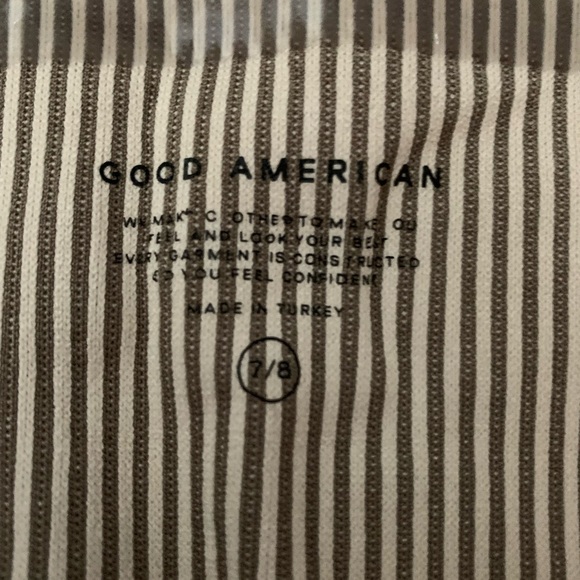 GOOD AMERICAN
WE MAKE CLOTHES TO MAKE YOU
FEEL AND LOOK YOUR BEST
EVERY GARMENT IS CONSTRUCTED
SO YOU FEEL CONFIDENT
MADE IN TURKEY
7/8